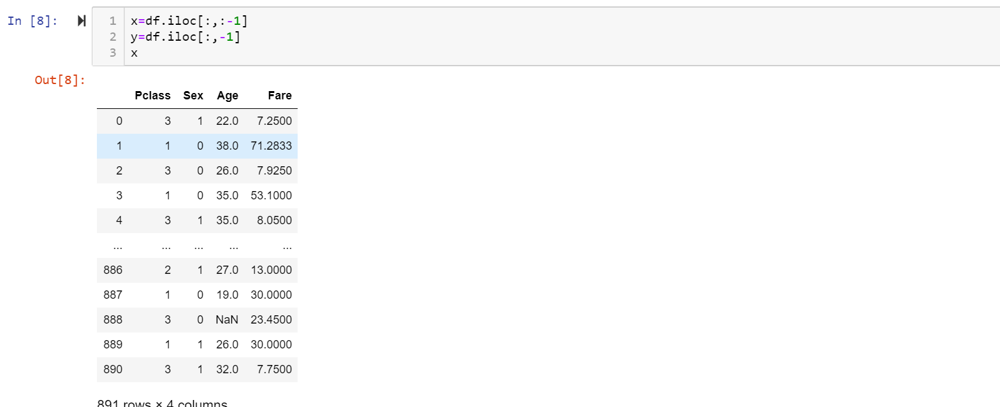 In [8]:
1 x=df.iloc[:,:-1]
2 y=df.iloc[:,-1]
3 x
Out[8]:
Pclass Sex Age Fare
0 3 1 22.0 7.2500
1 1 0 38.0 71.2833
2 3 0 26.0 7.9250
3 1 0 35.0 53.1000
4 3 1 35.0 8.0500
... ... ... ... ...
886 2 1 27.0 13.0000
887 1 0 19.0 30.0000
888 3 0 NaN 23.4500
889 1 1 26.0 30.0000
890 3 1 32.0 7.7500
891 rows × 4 columns